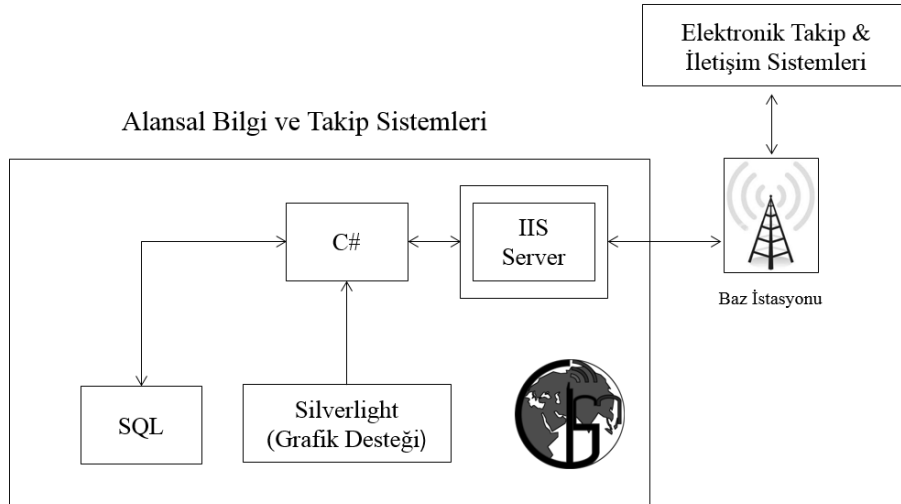 Elektronik Takip &
İletişim Sistemleri
Alansal Bilgi ve Takip Sistemleri
C#
IIS
Server
Baz İstasyonu
SQL
Silverlight
(Grafik Desteği)